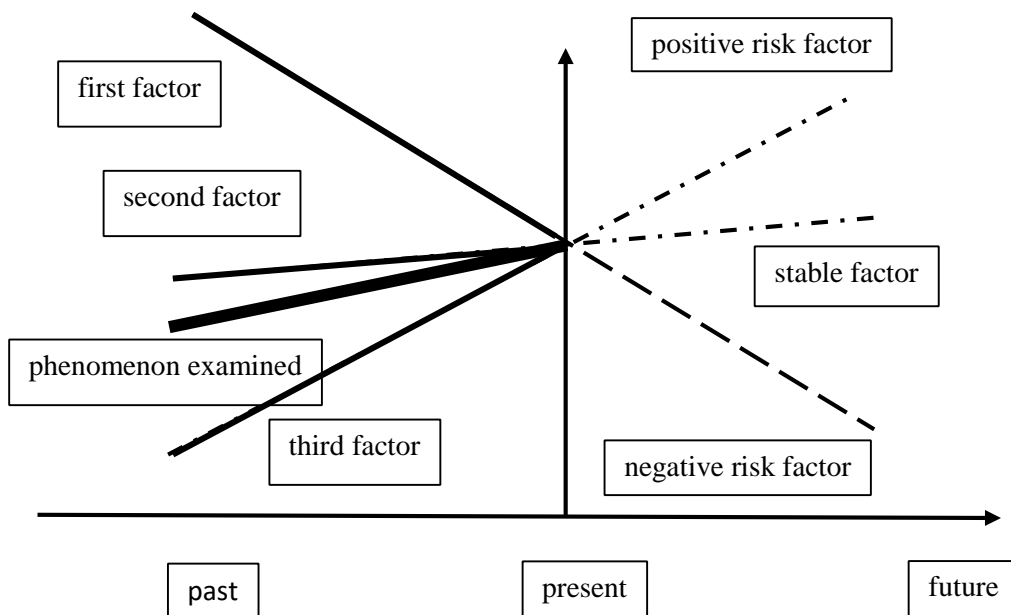 positive risk factor
first factor
second factor
stable factor
phenomenon examined
third factor
negative risk factor
past
present
future